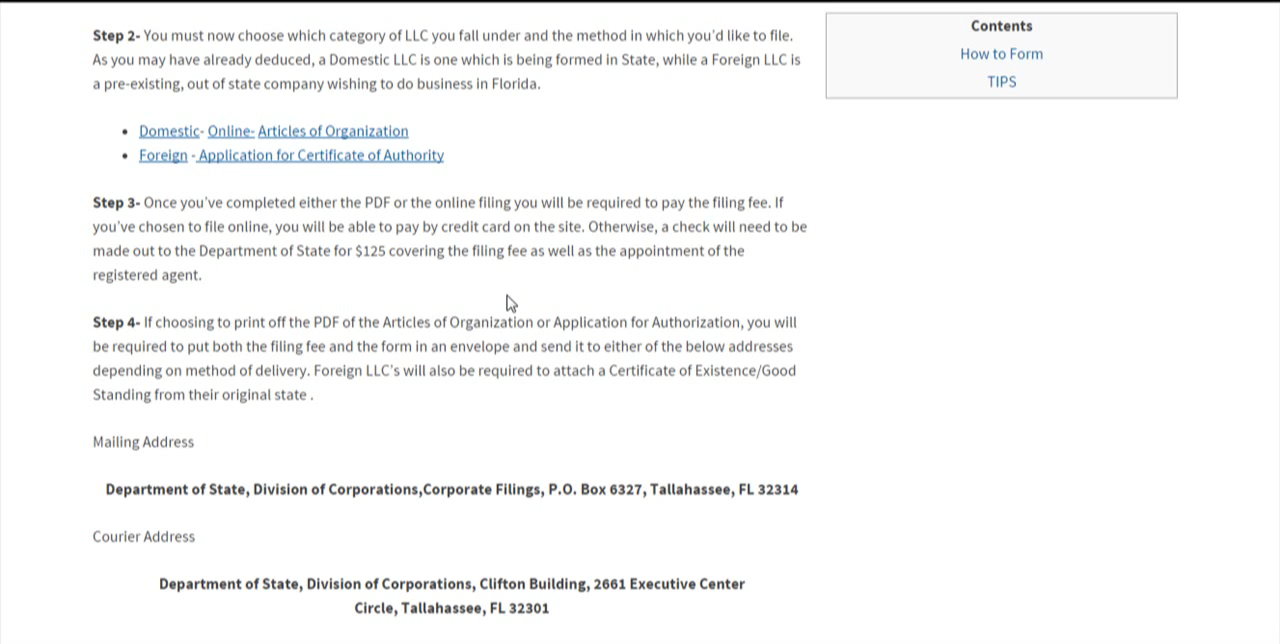 Step 2- You must now choose which category of LLC you fall under and the method in which you'd like to file.
As you may have already deduced, a Domestic LLC is one which is being formed in State, while a Foreign LLC is
a pre-existing, out of state company wishing to do business in Florida.
Domestic- Online- Articles of Organization
Foreign - Application for Certificate of Authority
Step 3- Once you've completed either the PDF or the online filing you will be required to pay the filing fee. If
you've chosen to file online, you will be able to pay by credit card on the site. Otherwise, a check will need to be
made out to the Department of State for $125 covering the filing fee as well as the appointment of the
registered agent.
Step 4- If choosing to print off the PDF of the Articles of Organization or Application for Authorization, you will
be required to put both the filing fee and the form in an envelope and send it to either of the below addresses
depending on method of delivery. Foreign LLC's will also be required to attach a Certificate of Existence/Good
Standing from their original state .
Mailing Address
Department of State, Division of Corporations,Corporate Filings, P.O. Box 6327, Tallahassee, FL 32314
Courier Address
Department of State, Division of Corporations, Clifton Building, 2661 Executive Center
Circle, Tallahassee, FL 32301
Contents
How to Form
TIPS